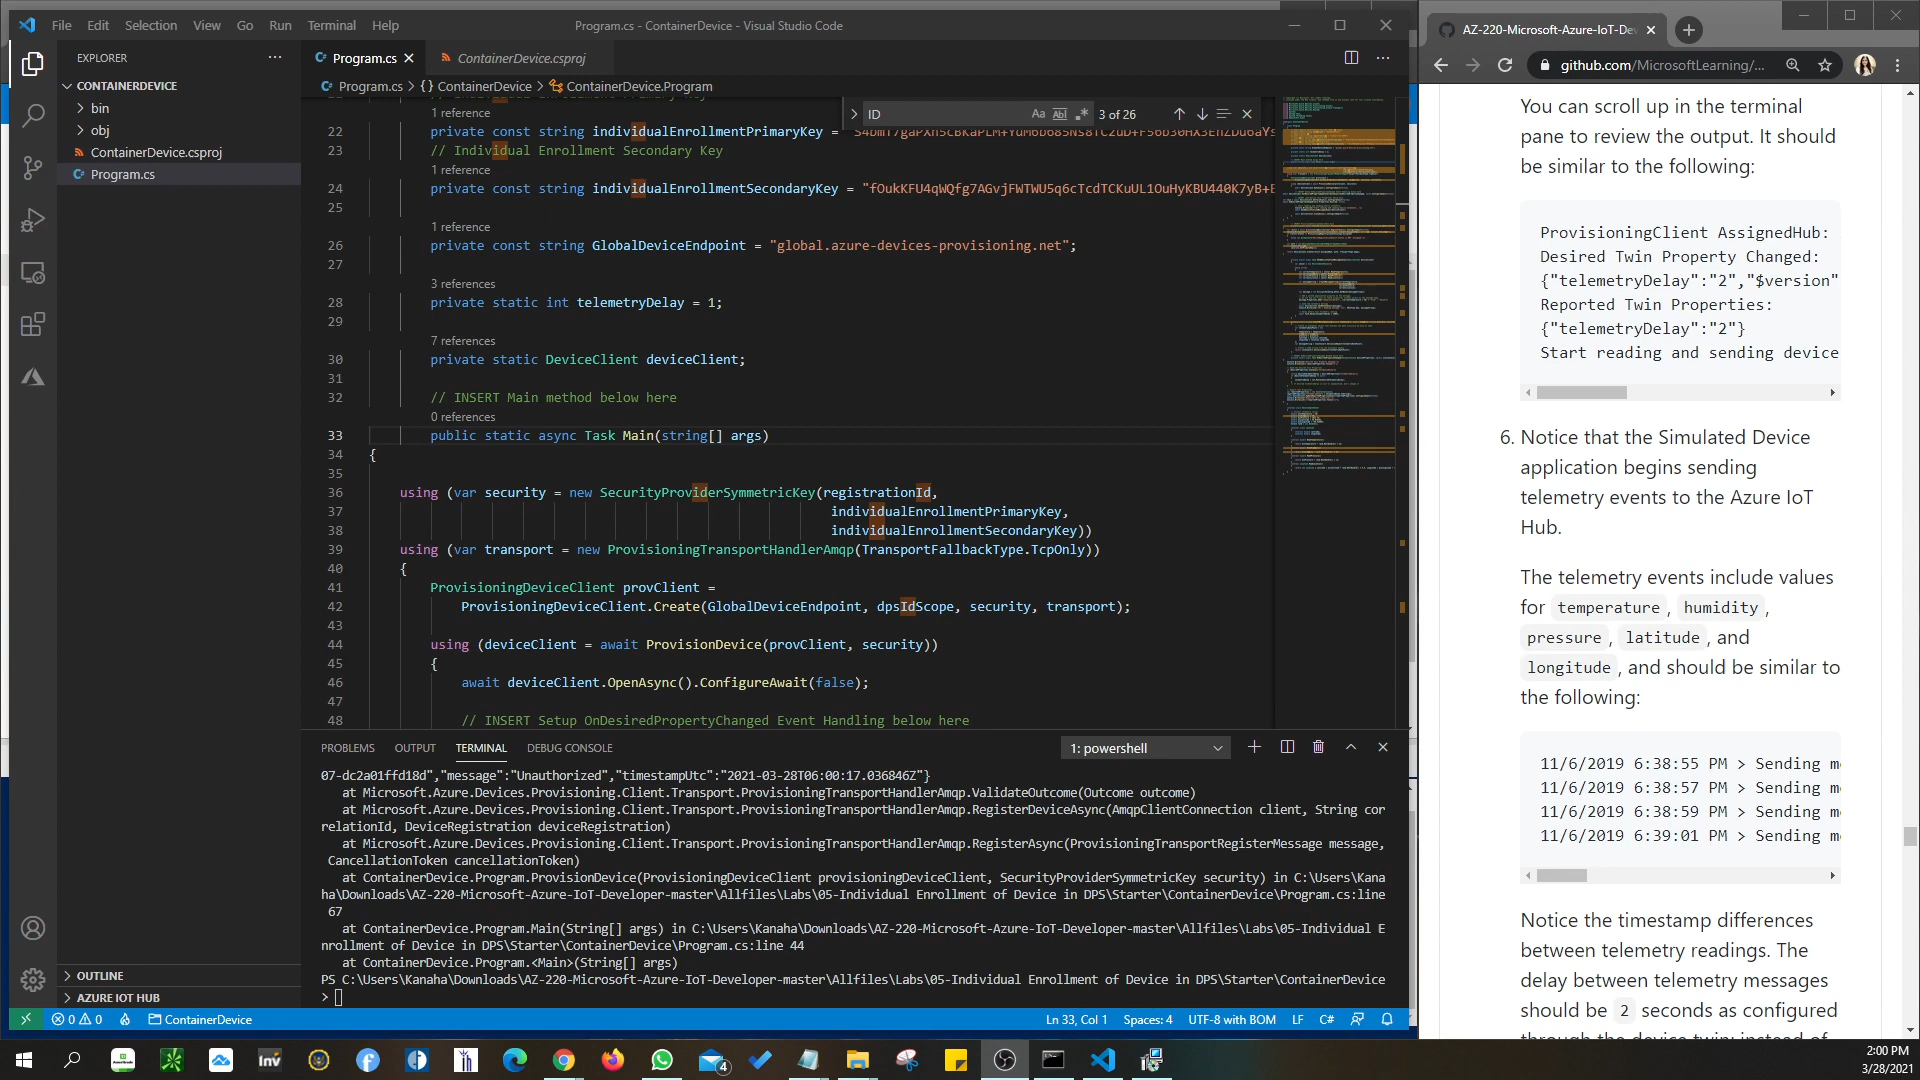 File Edit Selection View Go Run Terminal Help
Program.cs - ContainerDevice - Visual Studio Code
EXPLORER
CONTAINERDEVICE
bin
obj
ContainerDevice.csproj
Program.cs
OUTLINE
AZURE IOT HUB
Program.cs
ContainerDevice.csproj
Program.cs > {} ContainerDevice > ContainerDevice.Program
ID
3 of 26
1 reference
22 private const string individualEnrollmentPrimaryKey =
23 // Individual Enrollment Secondary Key
1 reference
24 private const string individualEnrollmentSecondaryKey = "fOukKFU4qWQfg7AGvjFWTWU5q6cTcdTCKuUL1OuHyKBU440K7yB+E
25
1 reference
26 private const string GlobalDeviceEndpoint = "global.azure-devices-provisioning.net";
27
3 references
28 private static int telemetryDelay = 1;
29
7 references
30 private static DeviceClient deviceClient;
31
32 // INSERT Main method below here
0 references
33 public static async Task Main(string[] args)
34 {
35
36 using (var security = new SecurityProviderSymmetricKey(registrationId,
37 individualEnrollmentPrimaryKey,
38 individualEnrollmentSecondaryKey))
39 using (var transport = new ProvisioningTransportHandlerAmqp(TransportFallbackType.TcpOnly))
40 {
41 ProvisioningDeviceClient provClient =
42 ProvisioningDeviceClient.Create(GlobalDeviceEndpoint, dpsIdScope, security, transport);
43
44 using (deviceClient = await ProvisionDevice(provClient, security))
45 {
46 await deviceClient.OpenAsync().ConfigureAwait(false);
47
48 // INSERT Setup OnDesiredPropertyChanged Event Handling below here
PROBLEMS OUTPUT TERMINAL DEBUG CONSOLE
1: powershell
07-dc2a01ffd18d","message":"Unauthorized","timestampUtc":"2021-03-28T06:00:17.036846Z"}
at Microsoft.Azure.Devices.Provisioning.Client.Transport.ProvisioningTransportHandlerAmqp.ValidateOutcome(Outcome outcome)
at Microsoft.Azure.Devices.Provisioning.Client.Transport.ProvisioningTransportHandlerAmqp.RegisterDeviceAsync(AmqpClientConnection client, String cor
relationId, DeviceRegistration deviceRegistration)
at Microsoft.Azure.Devices.Provisioning.Client.Transport.ProvisioningTransportHandlerAmqp.RegisterAsync(ProvisioningTransportRegisterMessage message,
CancellationToken cancellationToken)
at ContainerDevice.Program.ProvisionDevice(ProvisioningDeviceClient provisioningDeviceClient, SecurityProviderSymmetricKey security) in C:\Users\Kana
ha\Downloads\AZ-220-Microsoft-Azure-IoT-Developer-master\Allfiles\Labs\05-Individual Enrollment of Device in DPS\Starter\ContainerDevice\Program.cs:line
67
at ContainerDevice.Program.Main(String[] args) in C:\Users\Kanaha\Downloads\AZ-220-Microsoft-Azure-IoT-Developer-master\Allfiles\Labs\05-Individual E
nrollment of Device in DPS\Starter\ContainerDevice\Program.cs:line 44
at ContainerDevice.Program.<Main>(String[] args)
PS C:\Users\Kanaha\Downloads\AZ-220-Microsoft-Azure-IoT-Developer-master\Allfiles\Labs\05-Individual Enrollment of Device in DPS\Starter\ContainerDevice
>
0 0 ContainerDevice
Ln 33, Col 1 Spaces: 4 UTF-8 with BOM LF C#
AZ-220-Microsoft-Azure-IoT-De
github.com/MicrosoftLearning/...
You can scroll up in the terminal
pane to review the output. It should
be similar to the following:
ProvisioningClient AssignedHub:
Desired Twin Property Changed:
{"telemetryDelay":"2","$version"
Reported Twin Properties:
{"telemetryDelay":"2"}
Start reading and sending device
6. Notice that the Simulated Device
application begins sending
telemetry events to the Azure IoT
Hub.
The telemetry events include values
for temperature, humidity,
pressure, latitude, and
longitude, and should be similar to
the following:
11/6/2019 6:38:55 PM > Sending m
11/6/2019 6:38:57 PM > Sending m
11/6/2019 6:38:59 PM > Sending m
11/6/2019 6:39:01 PM > Sending m
Notice the timestamp differences
between telemetry readings. The
delay between telemetry messages
should be 2 seconds as configured
through the device twin; instead of
Inv
4
2:00 PM
3/28/2021